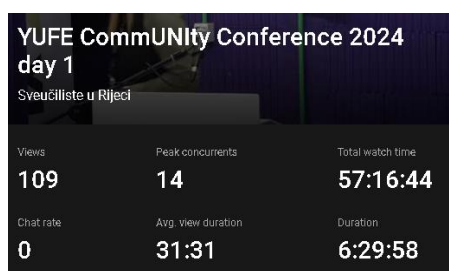 YUFE CommUNIty Conference 2024
day 1
Sveučiliste u Rijeci
Views Peak concurrents Total watch time
109 14 57:16:44
Chat rate Avg. view duration Duration
0 31:31 6:29:58